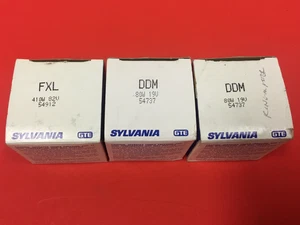 FXL
410W 82V
54912
SYLVANIA GTE
DDM
80W 19V
54737
SYLVANIA GTE
DDM
80W 19V
54737
SYLVANIA GTE